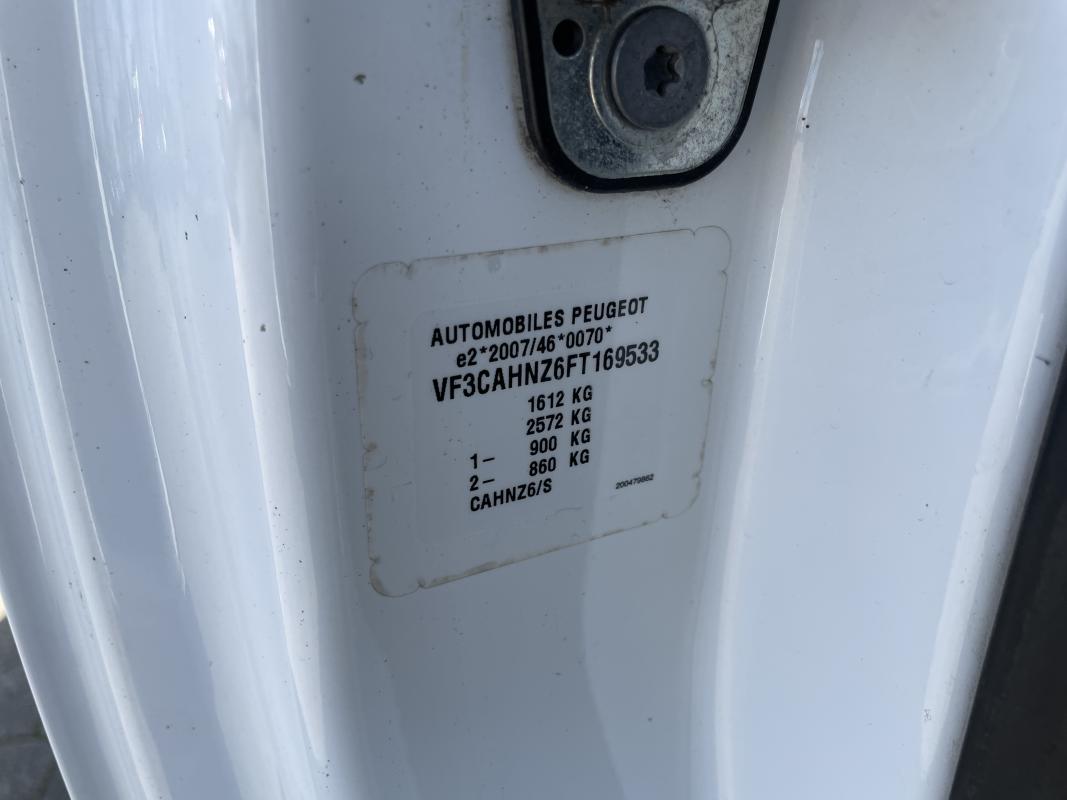 AUTOMOBILES PEUGEOT
e2*2007/46*0070*
VF3CAHNZ6FT169533
1612 KG
2572 KG
1– 900 KG
2– 860 KG
CAHNZ6/S
200479862